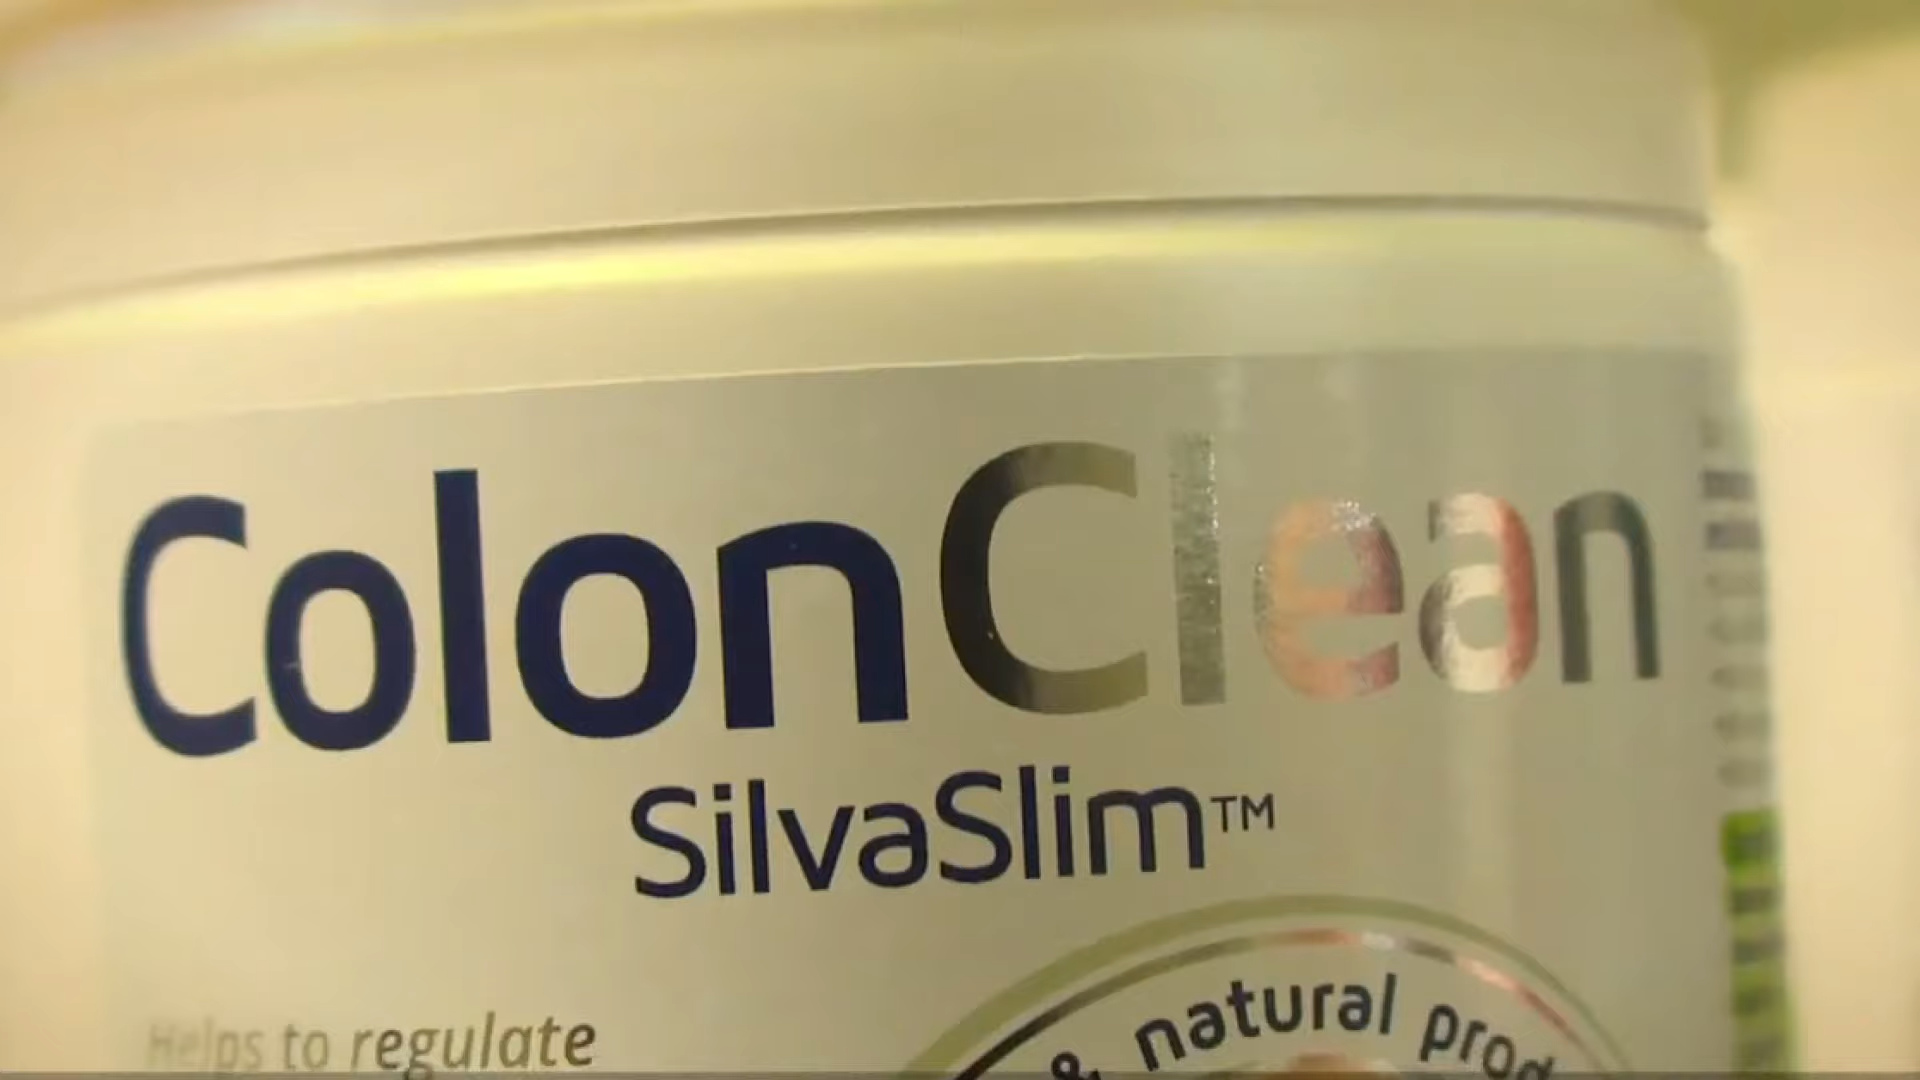 ColonClean
SilvaSlim™
Helps to regulate
& natural prod